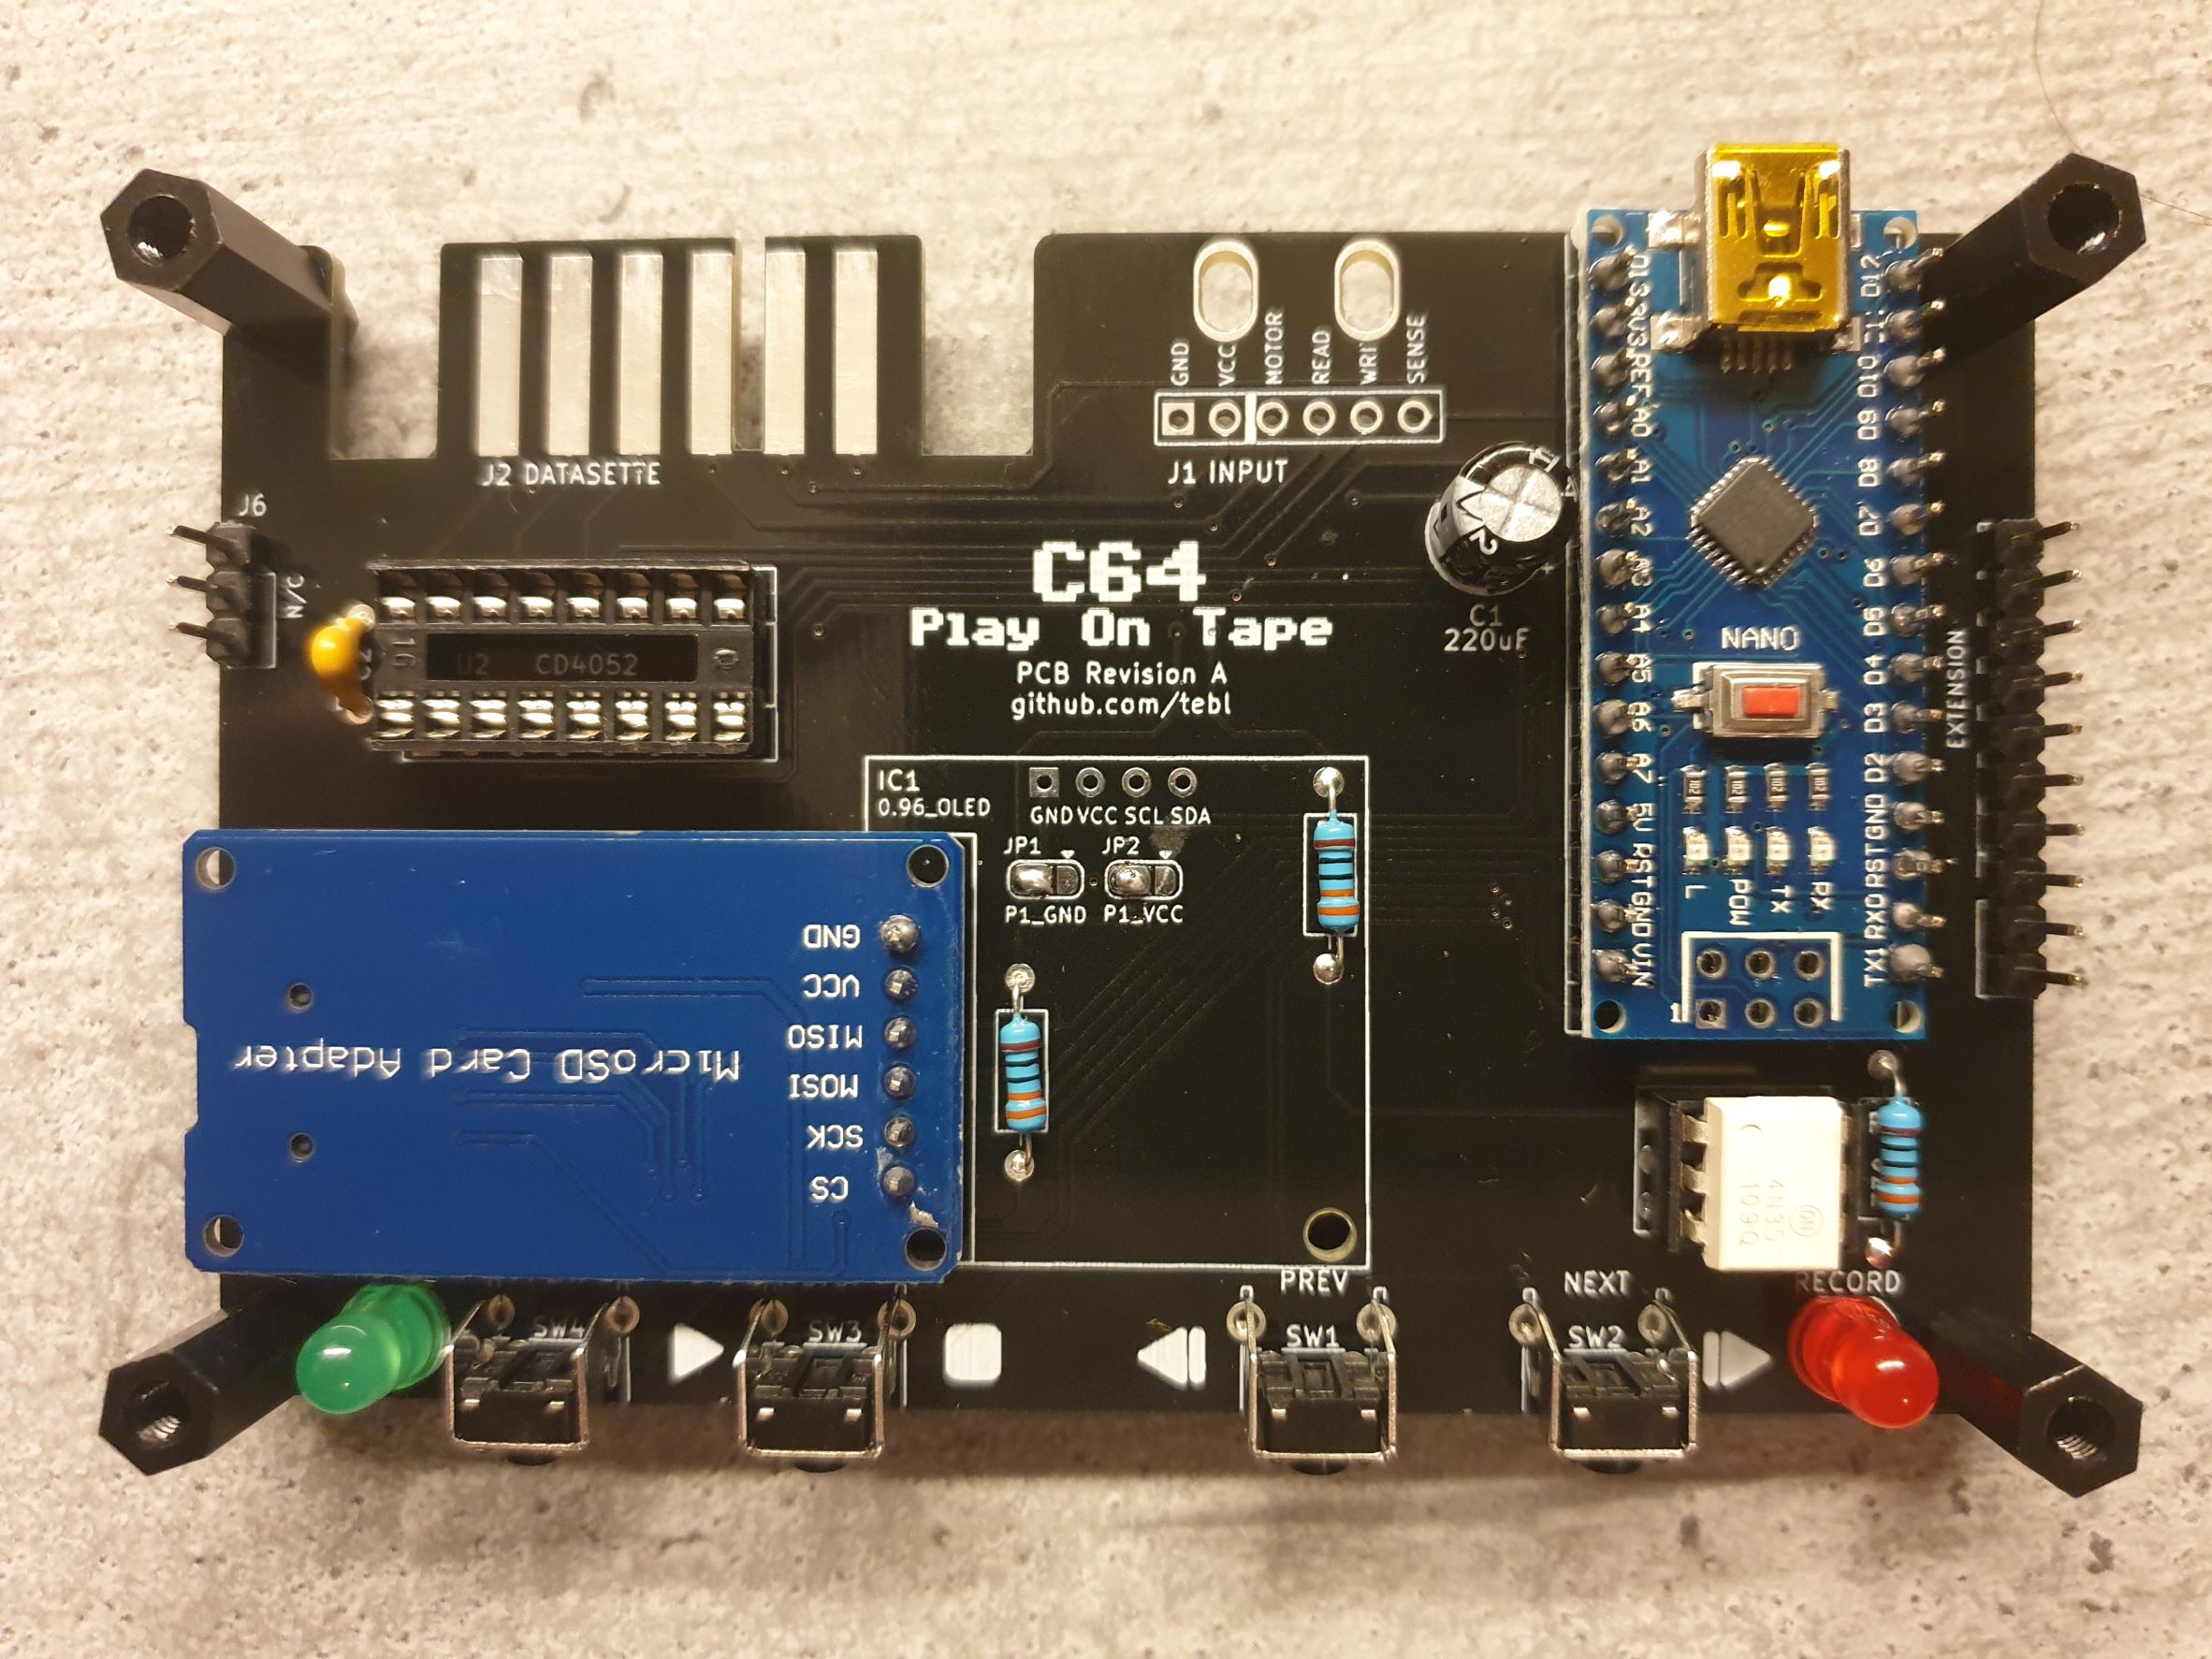 GND
VCC
MOTOR
READ
WRI
SENSE
J2 DATASETTE
J1 INPUT
J6
N/C
C64
Play On Tape
PCB Revision A
github.com/tebl
16
U2 CD4052
C1
220uF
IC1
0.96_OLED
GND VCC SCL SDA
JP1
JP2
P1_GND
P1_VCC
GND
VCC
MISO
MOSI
SCK
CS
MicroSD Card Adapter
D13
3V3
REF
A0
A1
A2
A3
A4
A5
A6
A7
5V
RST
GND
VIN
D12
D10
D9
D8
D7
D6
D5
D4
D3
D2
GND
RST
RX0
TX1
NANO
L
POW
TX
RX
1
EXTENSION
4N35
109Q
ON
PREV
NEXT
RECORD
SW4
SW3
SW1
SW2